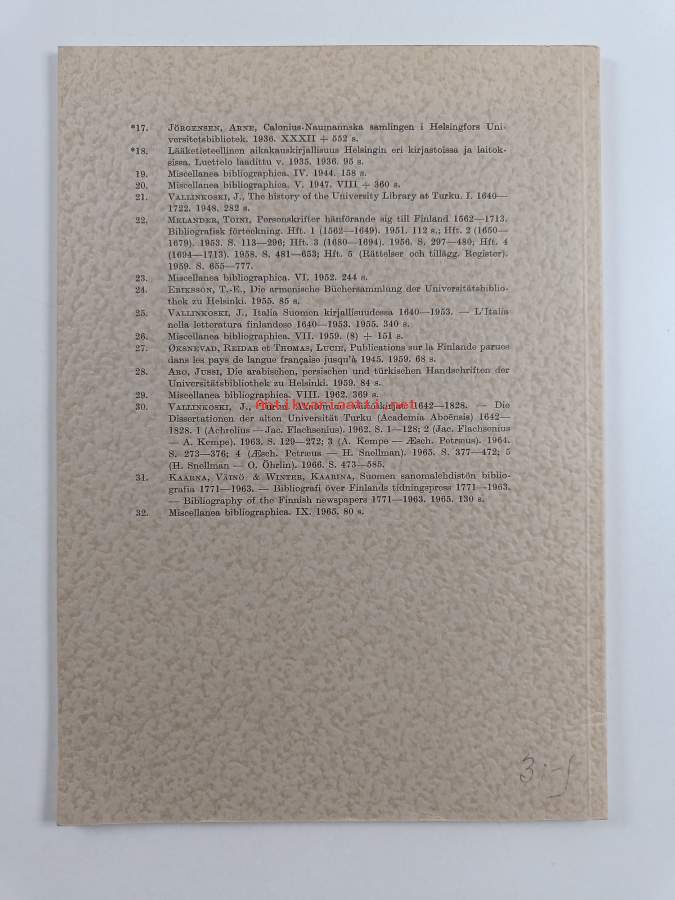 *17. JÖRGENSEN, ARNE, Calonius-Naumannska samlingen i Helsingfors Uni-
versitetsbibliotek. 1936. XXXII + 552 s.
*18. Lääketieteellinen aikakauskirjallisuus Helsingin eri kirjastoissa ja laitok-
sissa. Luettelo laadittu v. 1935. 1936. 95 s.
19. Miscellanea bibliographica. IV. 1944. 158 s.
20. Miscellanea bibliographica. V. 1947. VIII + 360 s.
21. VALLINKOSKI, J., The history of the University Library at Turku. I. 1640—
1722. 1948. 282 s.
22. MELANDER, TOINI, Personskrifter hänförande sig till Finland 1562—1713.
Bibliografisk förteckning. Hft. 1 (1562—1649). 1951. 112 s.; Hft. 2 (1650—
1679). 1953. S. 113—296; Hft. 3 (1680—1694). 1956. S. 297—480; Hft. 4
(1694—1713). 1958. S. 481—653; Hft. 5 (Rättelser och tillägg. Register).
1959. S. 655—777.
23. Miscellanea bibliographica. VI. 1952. 244 s.
24. ERIKSSON, T.-E., Die armenische Büchersammlung der Universitätsbiblio-
thek zu Helsinki. 1955. 85 s.
25. VALLINKOSKI, J., Italia Suomen kirjallisuudessa 1640—1953. — L'Italia
nella letteratura finlandese 1640—1953. 1955. 340 s.
26. Miscellanea bibliographica. VII. 1959. (8) + 151 s.
27. ØKSNEVAD, REIDAR et THOMAS, LUCIE, Publications sur la Finlande parues
dans les pays de langue française jusqu'à 1945. 1959. 68 s.
28. ARO, JUSSI, Die arabischen, persischen und türkischen Handschriften der
Universitätsbibliothek zu Helsinki. 1959. 84 s.
29. Miscellanea bibliographica. VIII. 1962. 369 s.
antikvariaatti.net
30. VALLINKOSKI, J., Turun Akatemian väitöskirjat 1642—1828. — Die
Dissertationen der alten Universität Turku (Academia Aboënsis) 1642—
1828. 1 (Achrelius — Jac. Flachsenius). 1962. S. 1—128; 2 (Jac. Flachsenius
— A. Kempe). 1963. S. 129—272; 3 (A. Kempe — Æsch. Petræus). 1964.
S. 273—376; 4 (Æsch. Petræus — H. Snellman). 1965. S. 377—472; 5
(H. Snellman — O. Öhrlin). 1966. S. 473—585.
31. KAARNA, VÄINÖ & WINTER, KAARINA, Suomen sanomalehdistön biblio-
grafia 1771—1963. — Bibliografi över Finlands tidningspress 1771—1963.
— Bibliography of the Finnish newspapers 1771—1963. 1965. 130 s.
32. Miscellanea bibliographica. IX. 1965. 80 s.
3:-